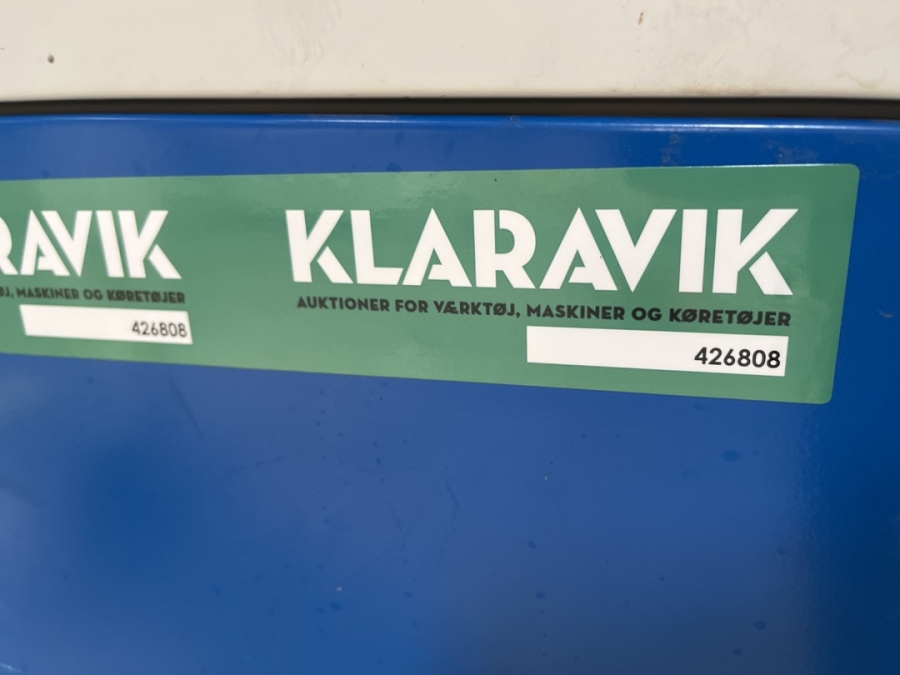 RAVIK
KLARAVIK
J, MASKINER OG KØRETØJER
AUKTIONER FOR VÆRKTØJ, MASKINER OG KØRETØJER
426808
426808